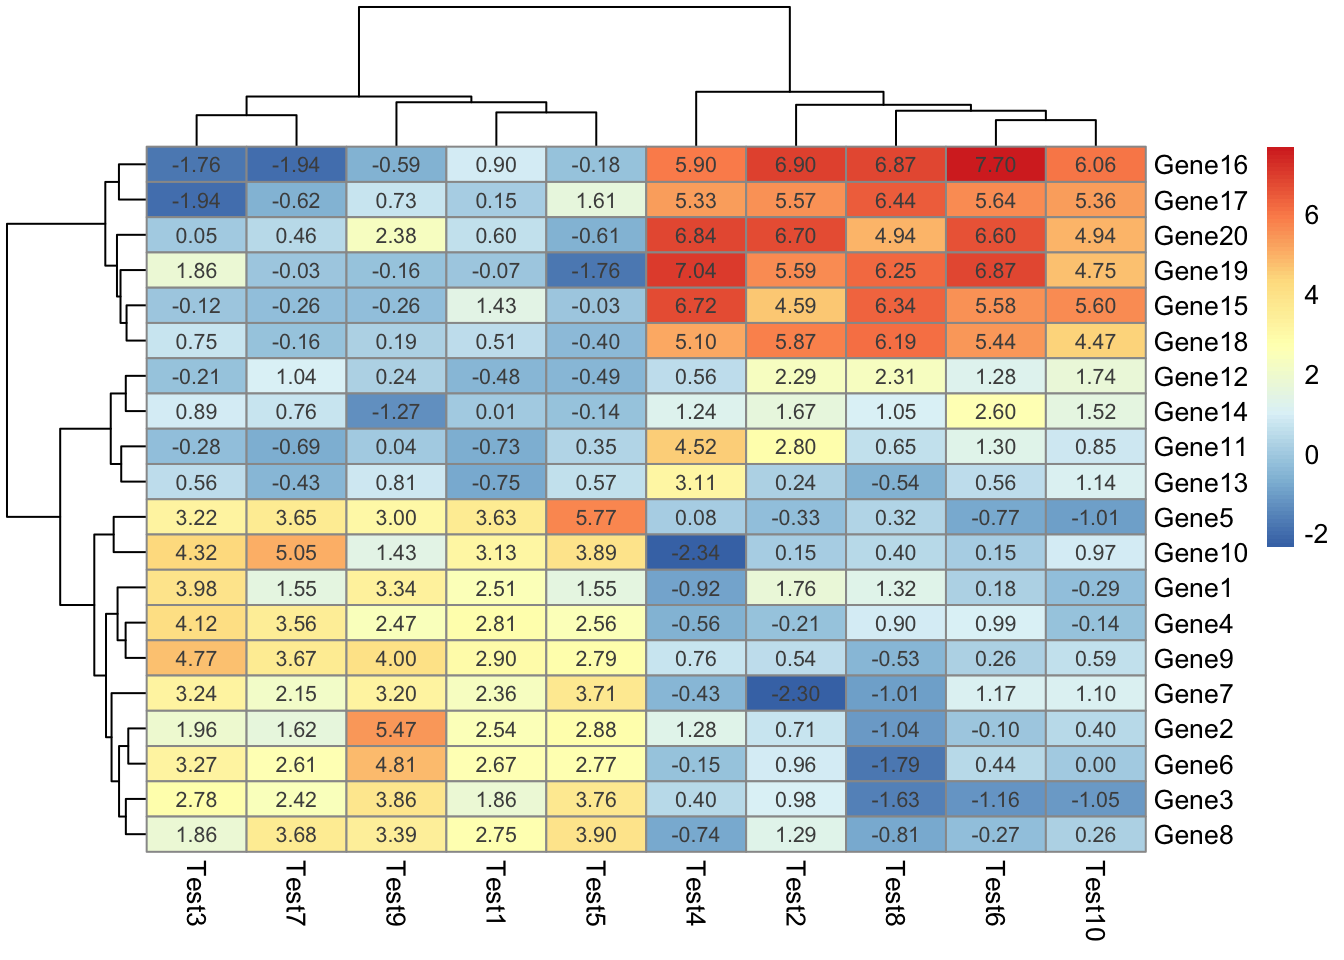 -1.76 -1.94 -0.59 0.90 -0.18 5.90 6.90 6.87 7.70 6.06 Gene16
-1.94 -0.62 0.73 0.15 1.61 5.33 5.57 6.44 5.64 5.36 Gene17
0.05 0.46 2.38 0.60 -0.61 6.84 6.70 4.94 6.60 4.94 Gene20
1.86 -0.03 -0.16 -0.07 -1.76 7.04 5.59 6.25 6.87 4.75 Gene19
-0.12 -0.26 -0.26 1.43 -0.03 6.72 4.59 6.34 5.58 5.60 Gene15
0.75 -0.16 0.19 0.51 -0.40 5.10 5.87 6.19 5.44 4.47 Gene18
-0.21 1.04 0.24 -0.48 -0.49 0.56 2.29 2.31 1.28 1.74 Gene12
0.89 0.76 -1.27 0.01 -0.14 1.24 1.67 1.05 2.60 1.52 Gene14
-0.28 -0.69 0.04 -0.73 0.35 4.52 2.80 0.65 1.30 0.85 Gene11
0.56 -0.43 0.81 -0.75 0.57 3.11 0.24 -0.54 0.56 1.14 Gene13
3.22 3.65 3.00 3.63 5.77 0.08 -0.33 0.32 -0.77 -1.01 Gene5
4.32 5.05 1.43 3.13 3.89 -2.34 0.15 0.40 0.15 0.97 Gene10
3.98 1.55 3.34 2.51 1.55 -0.92 1.76 1.32 0.18 -0.29 Gene1
4.12 3.56 2.47 2.81 2.56 -0.56 -0.21 0.90 0.99 -0.14 Gene4
4.77 3.67 4.00 2.90 2.79 0.76 0.54 -0.53 0.26 0.59 Gene9
3.24 2.15 3.20 2.36 3.71 -0.43 -2.30 -1.01 1.17 1.10 Gene7
1.96 1.62 5.47 2.54 2.88 1.28 0.71 -1.04 -0.10 0.40 Gene2
3.27 2.61 4.81 2.67 2.77 -0.15 0.96 -1.79 0.44 0.00 Gene6
2.78 2.42 3.86 1.86 3.76 0.40 0.98 -1.63 -1.16 -1.05 Gene3
1.86 3.68 3.39 2.75 3.90 -0.74 1.29 -0.81 -0.27 0.26 Gene8
Test3 Test7 Test9 Test1 Test5 Test4 Test2 Test8 Test6 Test10
6
4
2
0
-2